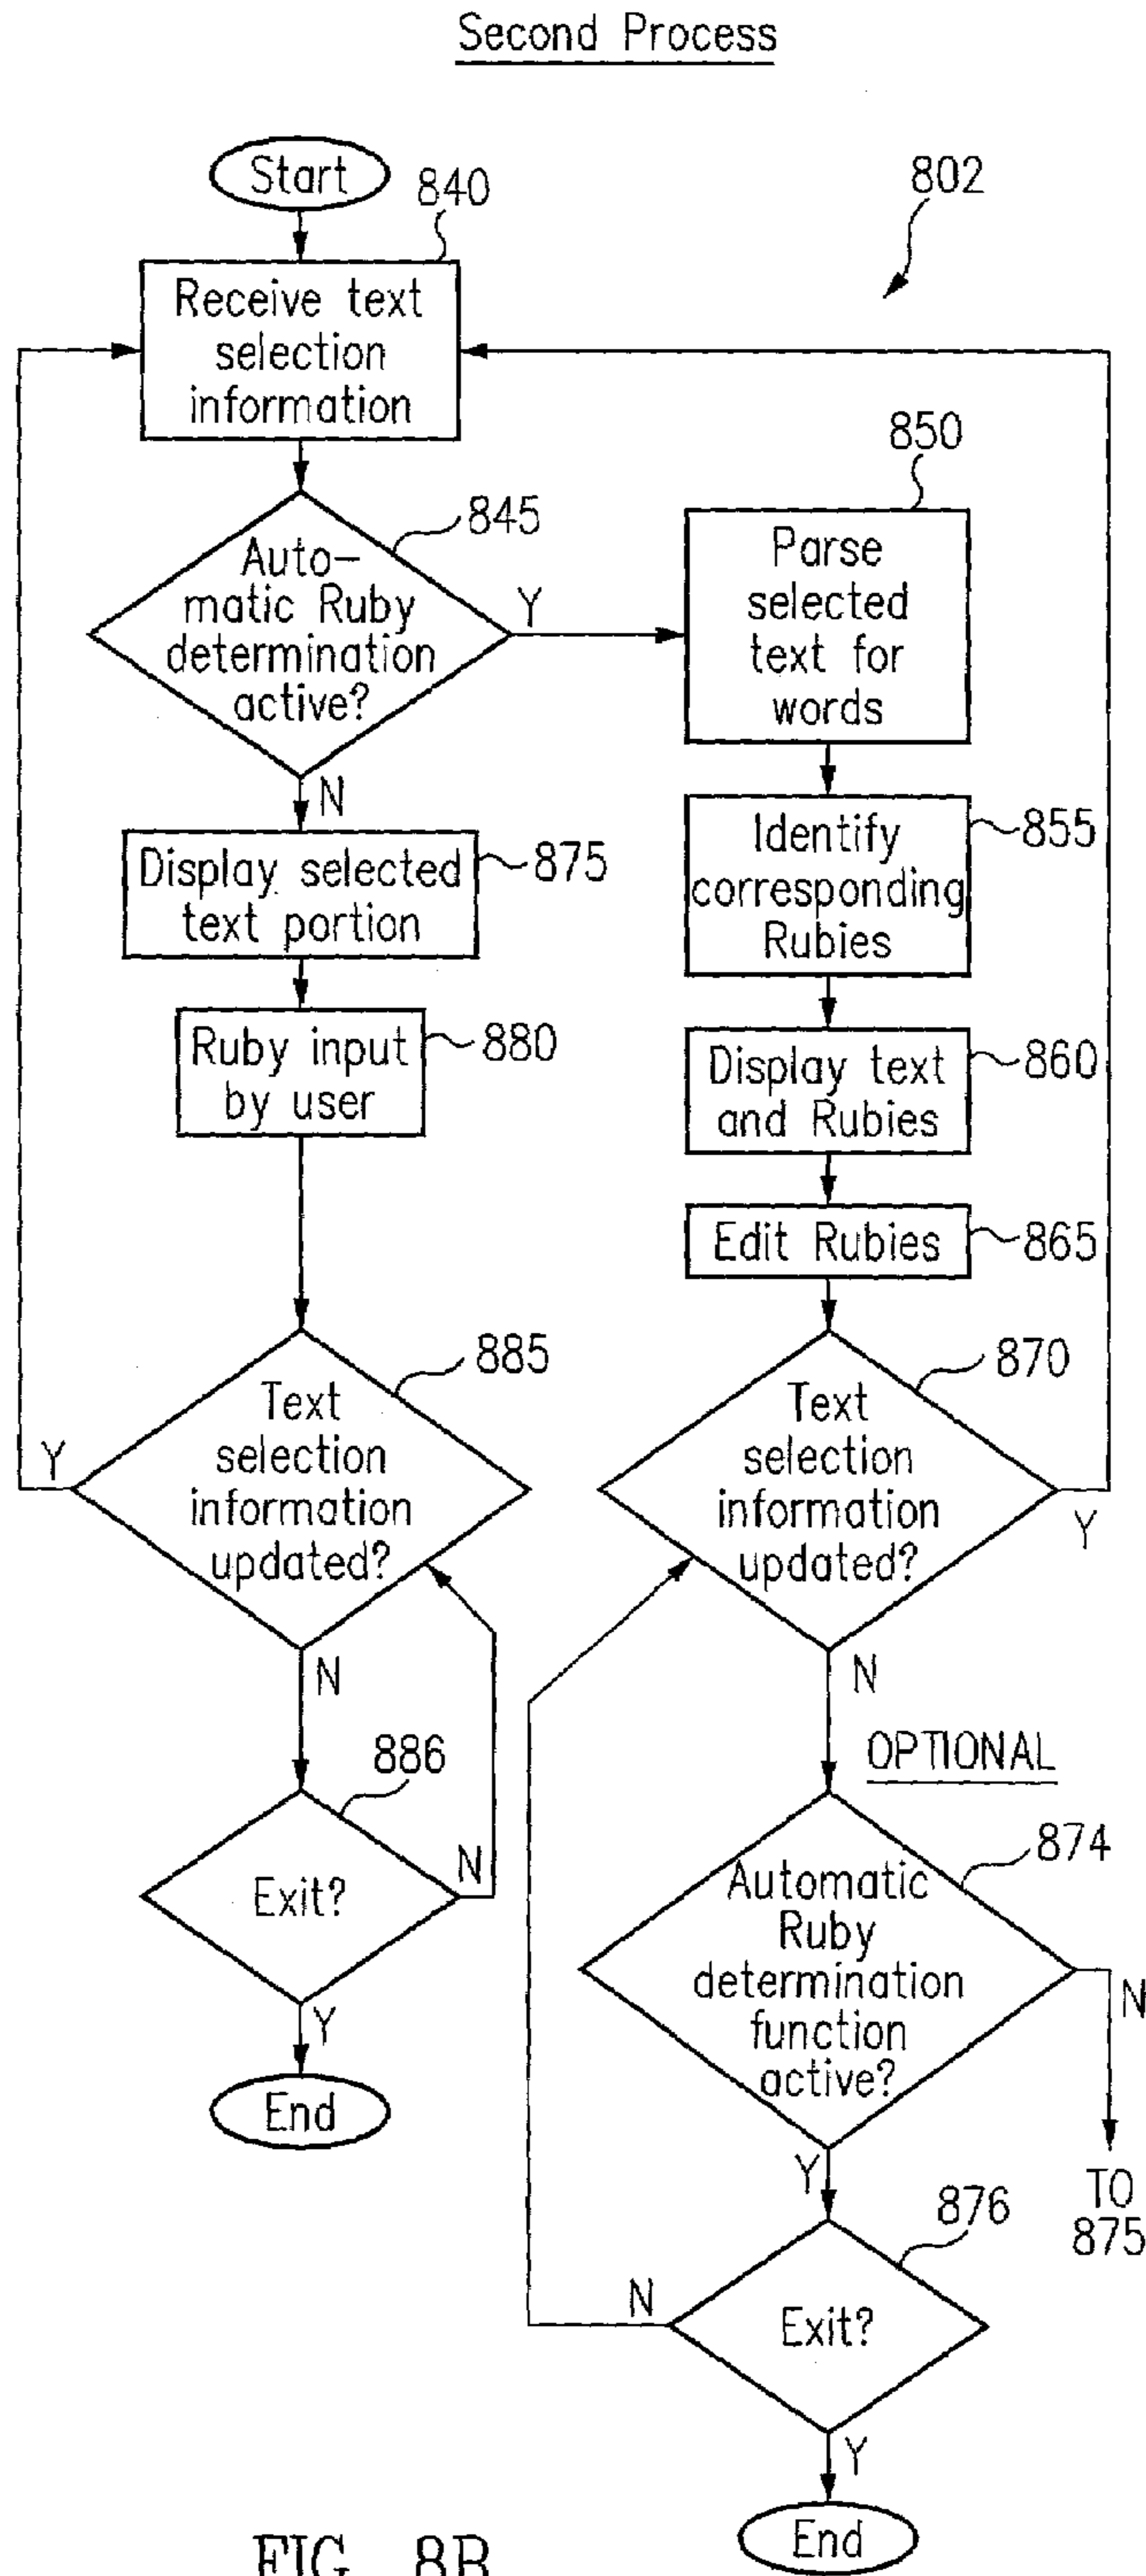 Second Process
Start
840
802
Receive text
selection
information
850
845
Auto-
matic Ruby
determination
active?
Y
Parse
selected
text for
words
N
Display selected
text portion
875
Identify
corresponding
Rubies
855
Ruby input
by user
880
Display text
and Rubies
860
Edit Rubies
865
885
Text
selection
information
updated?
Y
N
870
Text
selection
information
updated?
Y
N
OPTIONAL
886
Exit?
N
Y
End
874
Automatic
Ruby
determination
function
active?
N
TO
875
Y
876
Exit?
N
Y
End
FIG. 8B